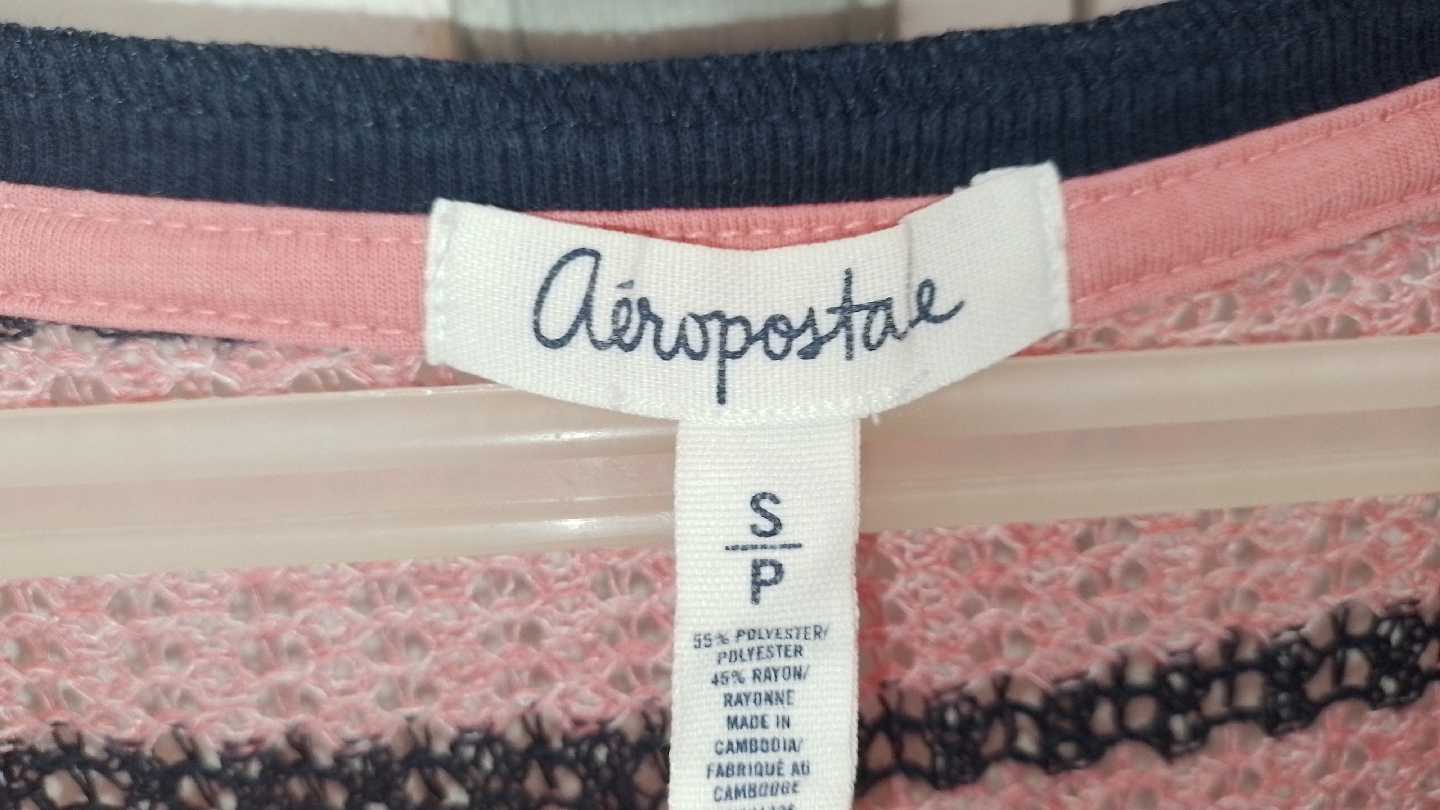 aéropostale
S
P
55% POLYESTER/
POLYESTER
45% RAYON/
RAYONNE
MADE IN
CAMBODIA/
FABRIQUÉ AU
CAMBODGE